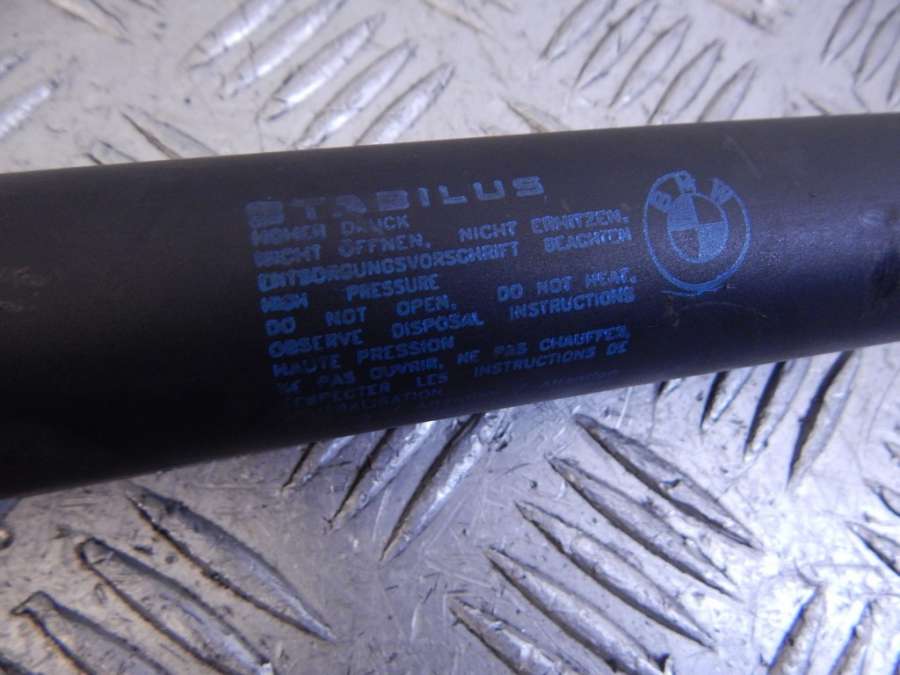 STABILUS
HOHER DRUCK
NICHT ÖFFNEN, NICHT ERHITZEN.
ENTSORGUNGSVORSCHRIFT BEACHTEN
HIGH PRESSURE
DO NOT OPEN. DO NOT HEAT.
OBSERVE DISPOSAL INSTRUCTIONS
HAUTE PRESSION
NE PAS OUVRIR, NE PAS CHAUFFER,
RESPECTER LES INSTRUCTIONS DE
BMW